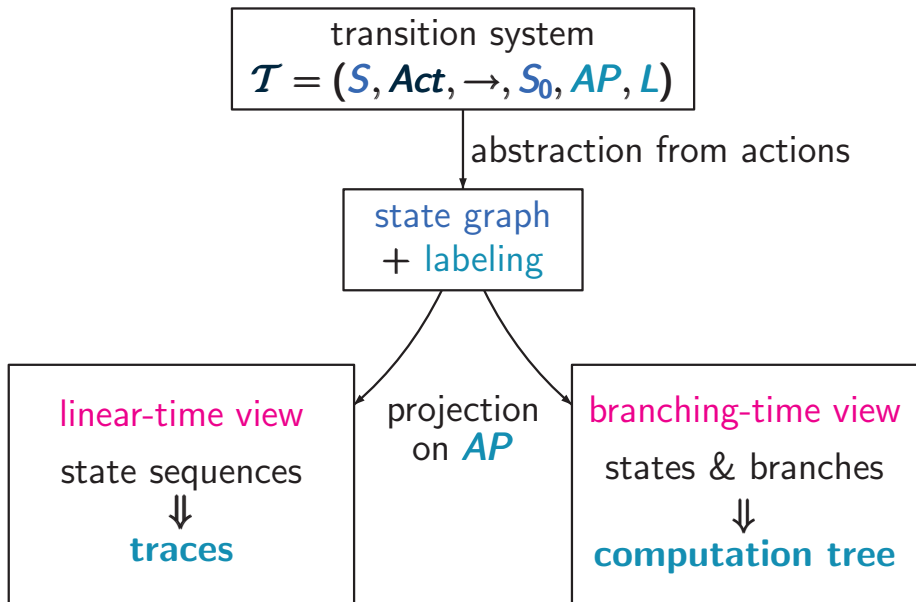 transition system
𝒯 = (S, Act, →, S₀, AP, L)
abstraction from actions
state graph
+ labeling
linear-time view
state sequences
⇓
traces
projection
on AP
branching-time view
states & branches
⇓
computation tree